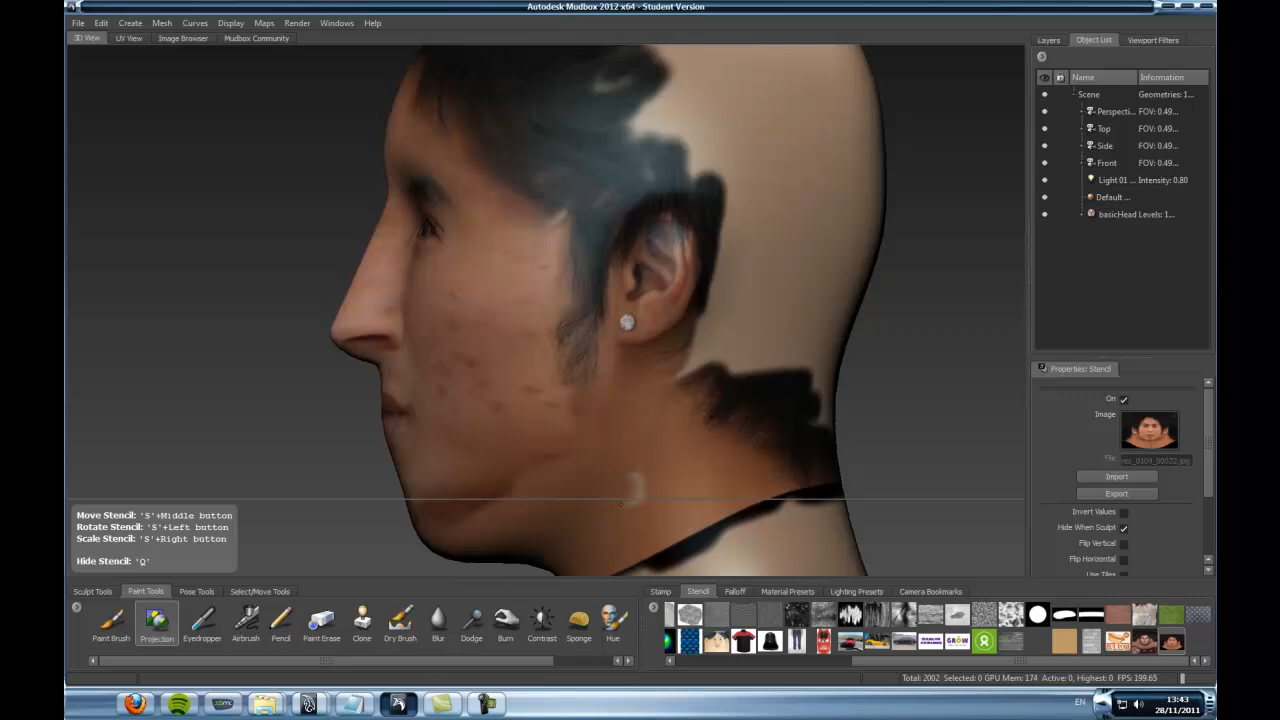 Autodesk Mudbox 2012 x64 - Student Version
File Edit Create Mesh Curves Display Maps Render Windows Help
3D View UV View Image Browser Mudbox Community
Layers Object List Viewport Filters
Name Information
Scene Geometries: 1...
Perspecti... FOV: 0.49...
Top FOV: 0.49...
Side FOV: 0.49...
Front FOV: 0.49...
Light 01 ... Intensity: 0.80
Default ...
basicHead Levels: 1...
Properties: Stencil
On
Image
File res_0104_00022.jpg
Import
Export
Invert Values
Hide When Sculpt
Flip Vertical
Flip Horizontal
Use Tiles
Move Stencil: 'S'+Middle button
Rotate Stencil: 'S'+Left button
Scale Stencil: 'S'+Right button
Hide Stencil: 'Q'
Sculpt Tools Paint Tools Pose Tools Select/Move Tools
Stamp Stencil Falloff Material Presets Lighting Presets Camera Bookmarks
Paint Brush Projection Eyedropper Airbrush Pencil Paint Erase Clone Dry Brush Blur Dodge Burn Contrast Sponge Hue
GROW
Total: 2002 Selected: 0 GPU Mem: 174 Active: 0, Highest: 0 FPS: 199.65
EN
13:43
28/11/2011